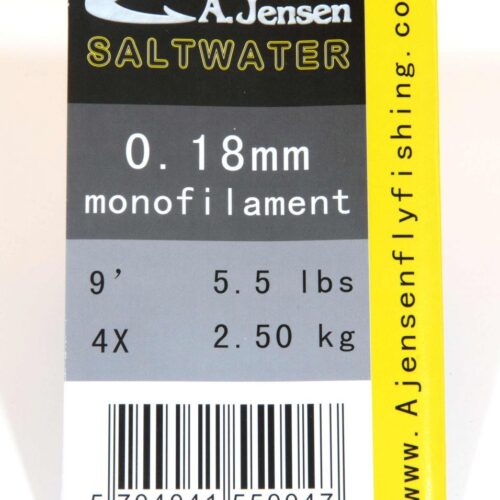 A.Jensen
SALTWATER
0.18mm
monofilament
9' 5.5 lbs
4X 2.50 kg
www.Ajensenflyfishing.co